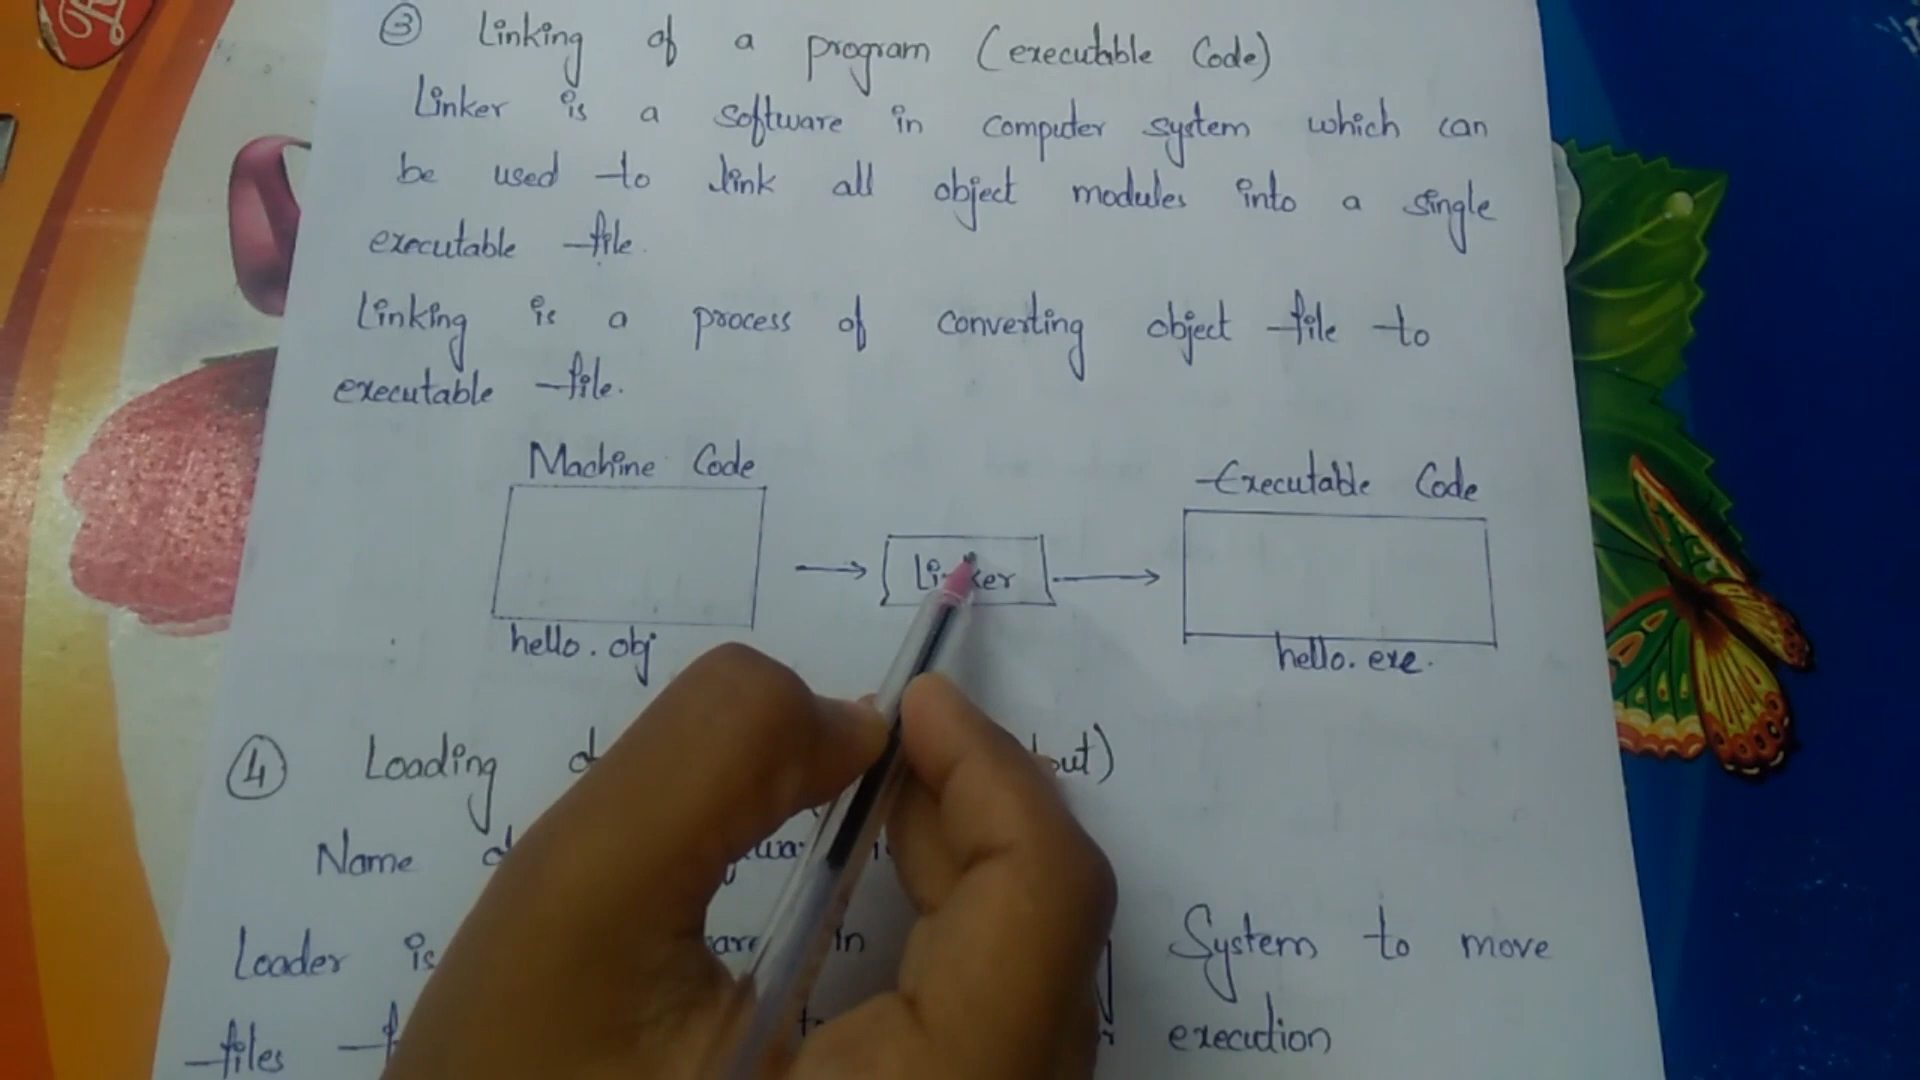 ③ Linking of a program (executable Code)
Linker is a software in computer system which can
be used to link all object modules into a single
executable file.
Linking is a process of converting object file to
executable file.
Machine Code
Executable Code
Linker
hello.obj
hello.exe.
④ Loading
Name
Loader is in System to move
files execution